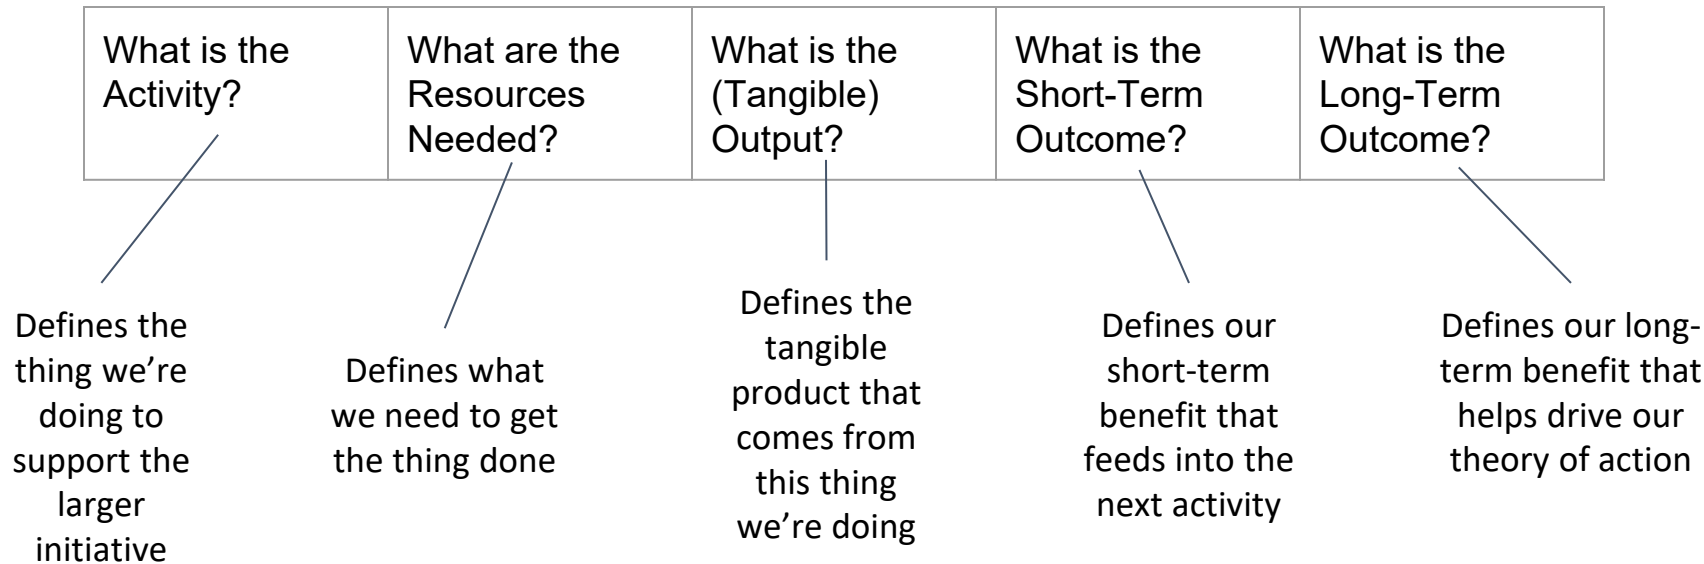 What is the
Activity?
What are the
Resources
Needed?
What is the
(Tangible)
Output?
What is the
Short-Term
Outcome?
What is the
Long-Term
Outcome?
Defines the
thing we’re
doing to
support the
larger
initiative
Defines what
we need to get
the thing done
Defines the
tangible
product that
comes from
this thing
we’re doing
Defines our
short-term
benefit that
feeds into the
next activity
Defines our long-
term benefit that
helps drive our
theory of action